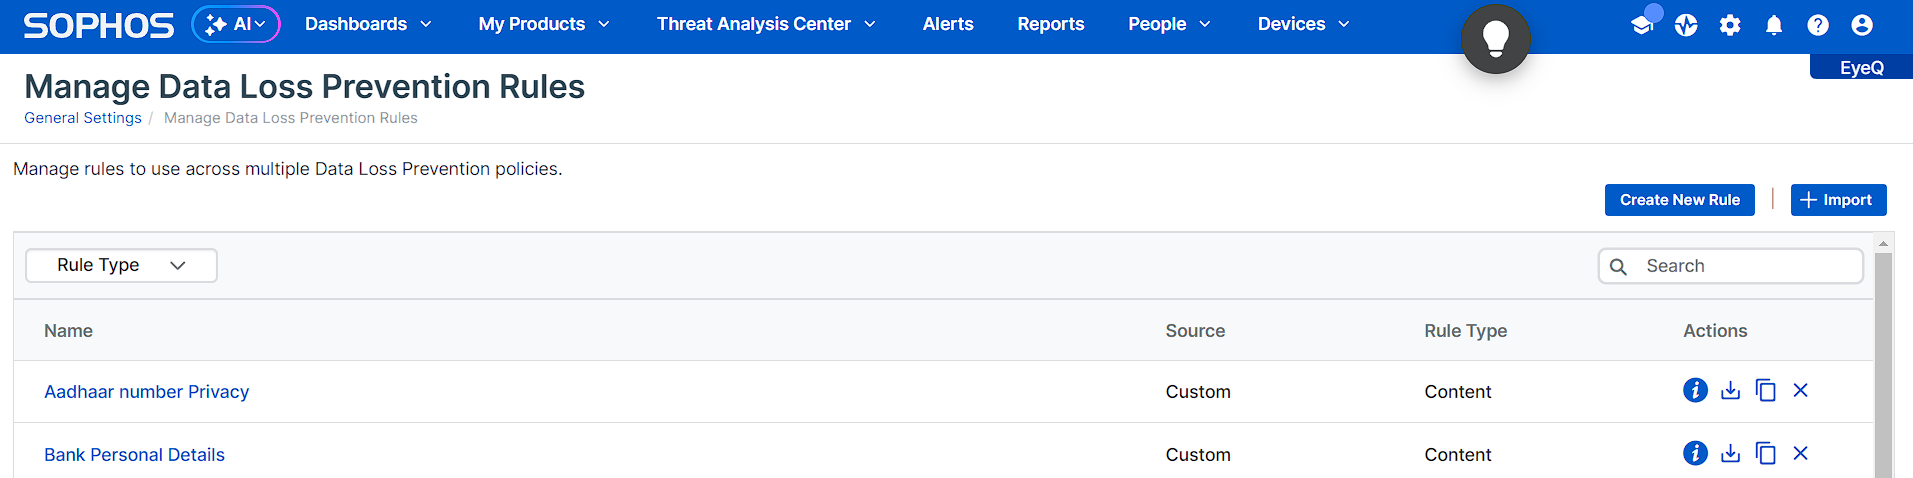 SOPHOS AI Dashboards My Products Threat Analysis Center Alerts Reports People Devices
EyeQ
Manage Data Loss Prevention Rules
General Settings / Manage Data Loss Prevention Rules
Manage rules to use across multiple Data Loss Prevention policies.
Create New Rule | + Import
Rule Type Search
Name Source Rule Type Actions
Aadhaar number Privacy Custom Content
Bank Personal Details Custom Content